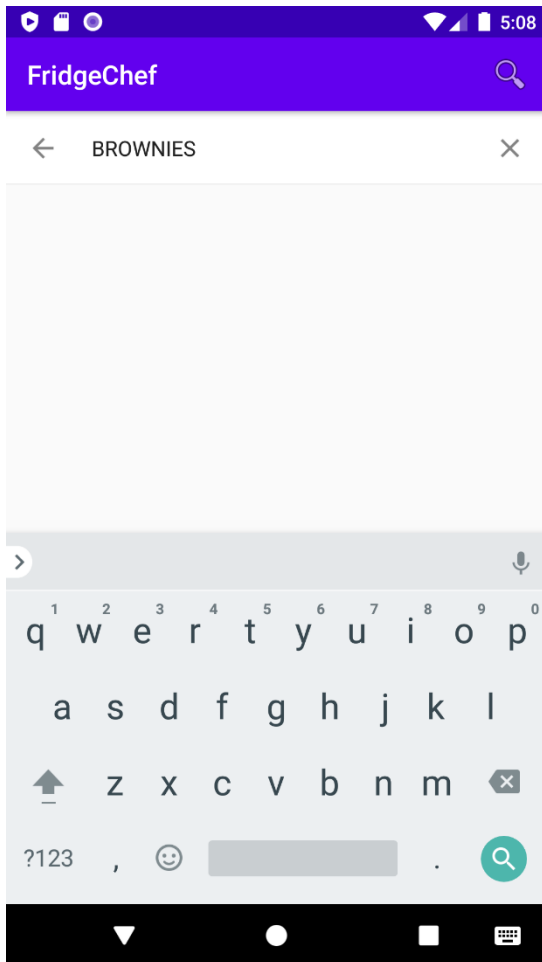 5:08
FridgeChef
BROWNIES
1 2 3 4 5 6 7 8 9 0
q w e r t y u i o p
a s d f g h j k l
z x c v b n m
?123 , .